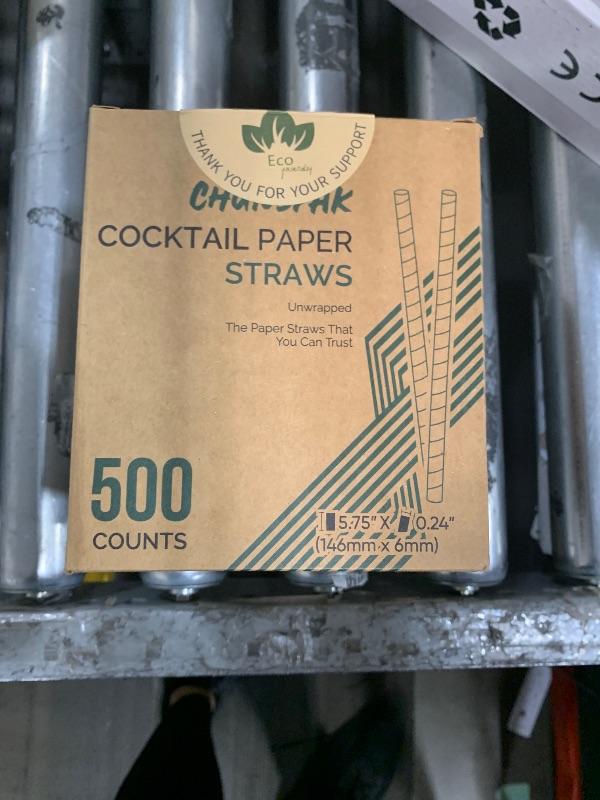 Eco
THANK YOU FOR YOUR SUPPORT
COCKTAIL PAPER
STRAWS
Unwrapped
The Paper Straws That
You Can Trust
500
COUNTS
5.75" X 0.24"
(146mm x 6mm)